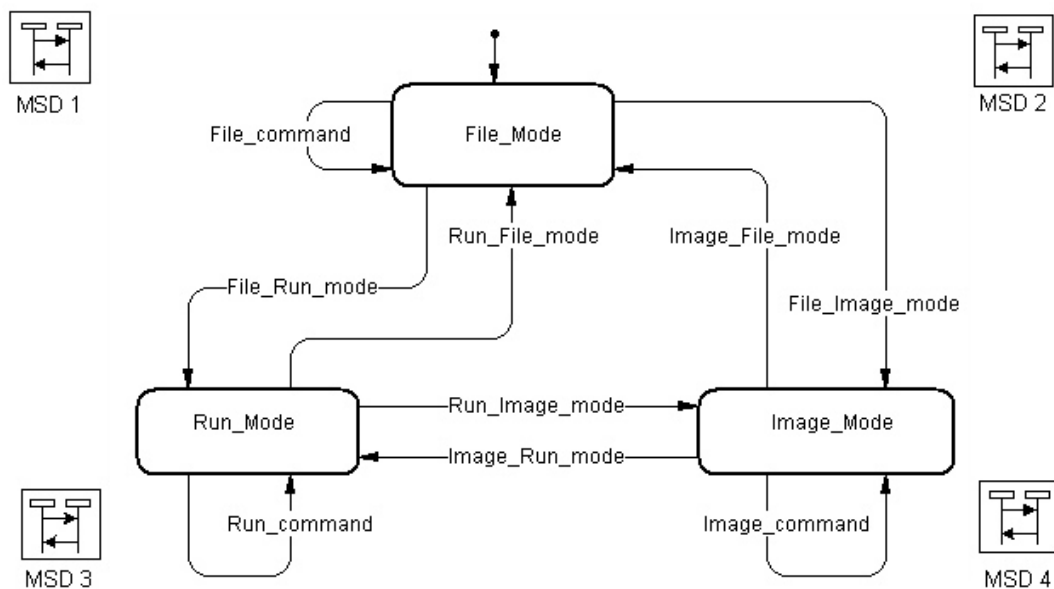 MSD 1
MSD 2
File_command
File_Mode
Run_File_mode
Image_File_mode
File_Run_mode
File_Image_mode
Run_Mode
Run_Image_mode
Image_Mode
Image_Run_mode
Run_command
Image_command
MSD 3
MSD 4